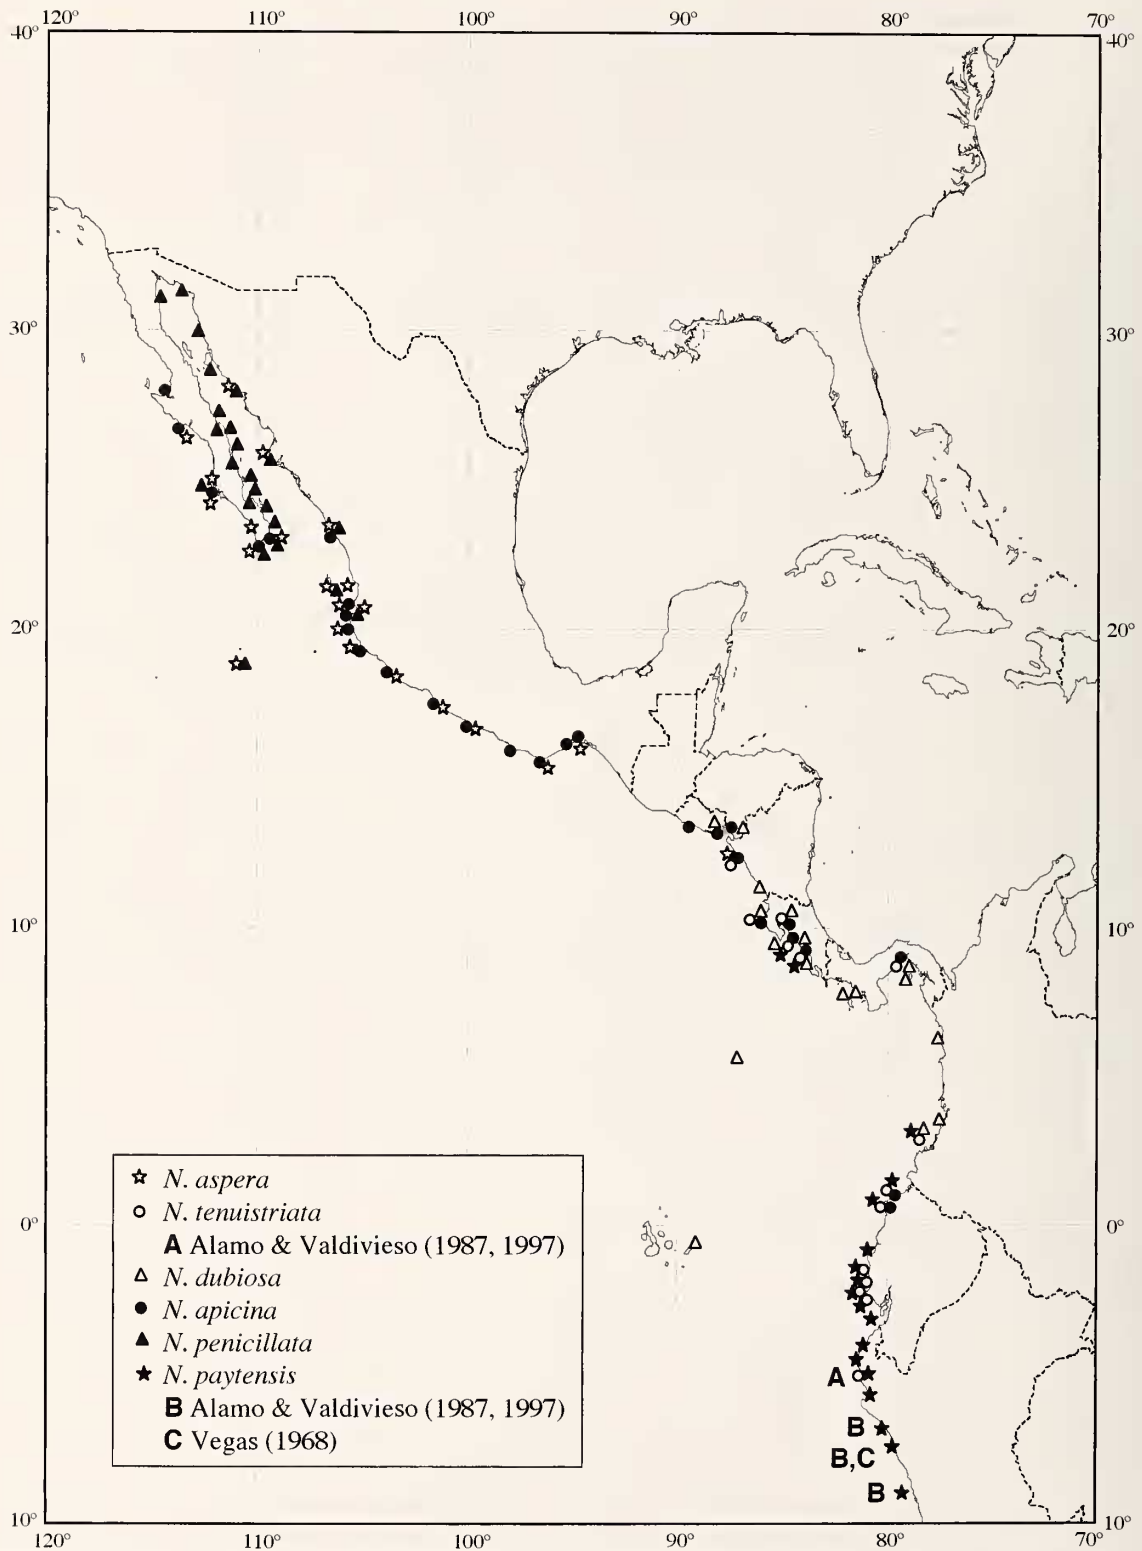 120° 110° 100° 90° 80° 70°
40° 40°
30° 30°
20° 20°
10° 10°
N. aspera
N. tenuistriata
A Alamo & Valdivieso (1987, 1997)
N. dubiosa
N. apicina
N. penicillata
N. paytensis
B Alamo & Valdivieso (1987, 1997)
C Vegas (1968)
0° 0°
A
B
B,C
B
10° 10°
120° 110° 100° 90° 80° 70°